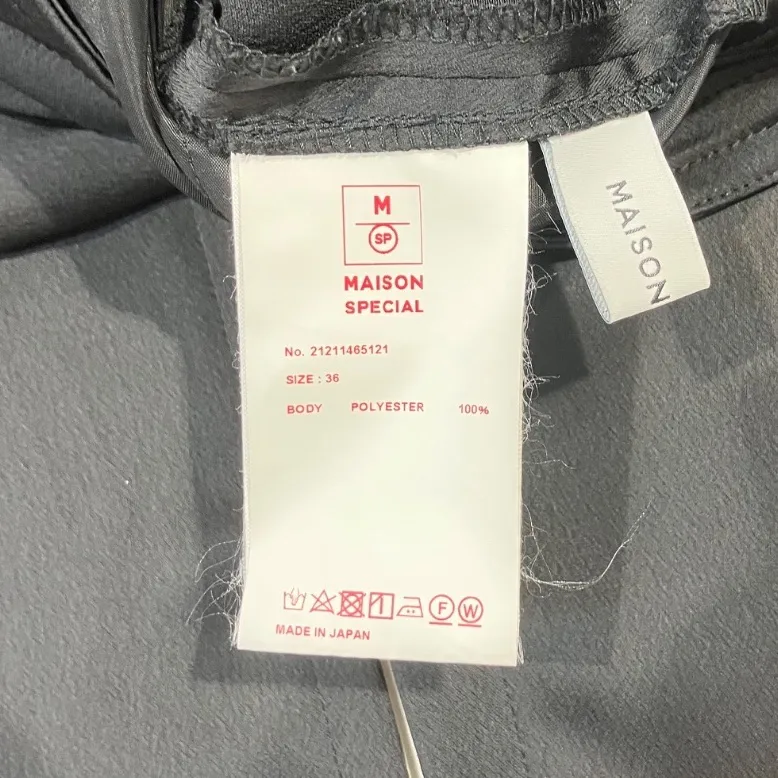 M
SP
MAISON
SPECIAL
No. 21211465121
SIZE : 36
BODY POLYESTER 100%
F W
MADE IN JAPAN
MAISON